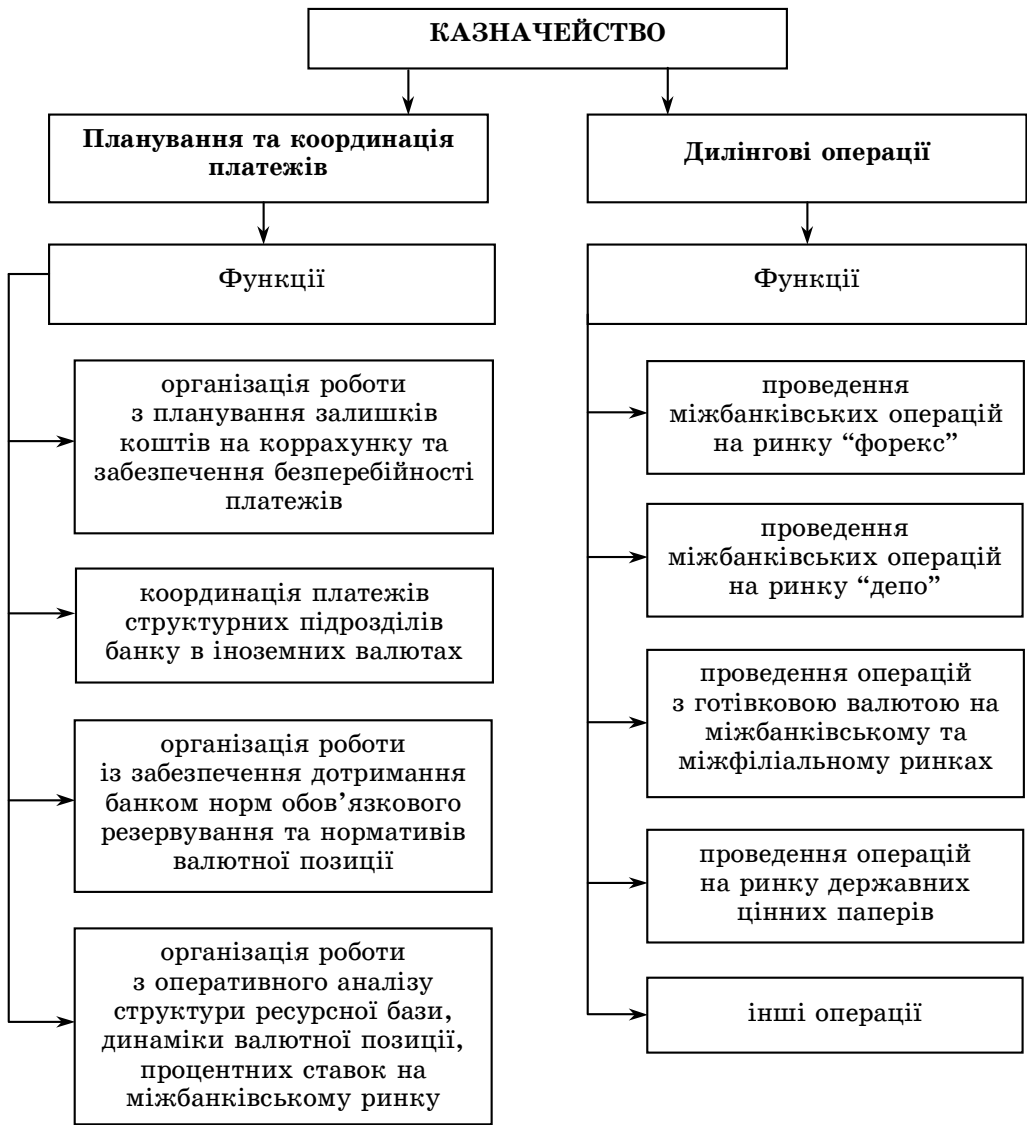 КАЗНАЧЕЙСТВО
Планування та координація
платежів
Функції
організація роботи
з планування залишків
коштів на коррахунку та
забезпечення безперебійності
платежів
координація платежів
структурних підрозділів
банку в іноземних валютах
організація роботи
із забезпечення дотримання
банком норм обов’язкового
резервування та нормативів
валютної позиції
організація роботи
з оперативного аналізу
структури ресурсної бази,
динаміки валютної позиції,
процентних ставок на
міжбанківському ринку
Дилінгові операції
Функції
проведення
міжбанківських операцій
на ринку “форекс”
проведення
міжбанківських операцій
на ринку “депо”
проведення операцій
з готівковою валютою на
міжбанківському та
міжфіліальному ринках
проведення операцій
на ринку державних
цінних паперів
інші операції